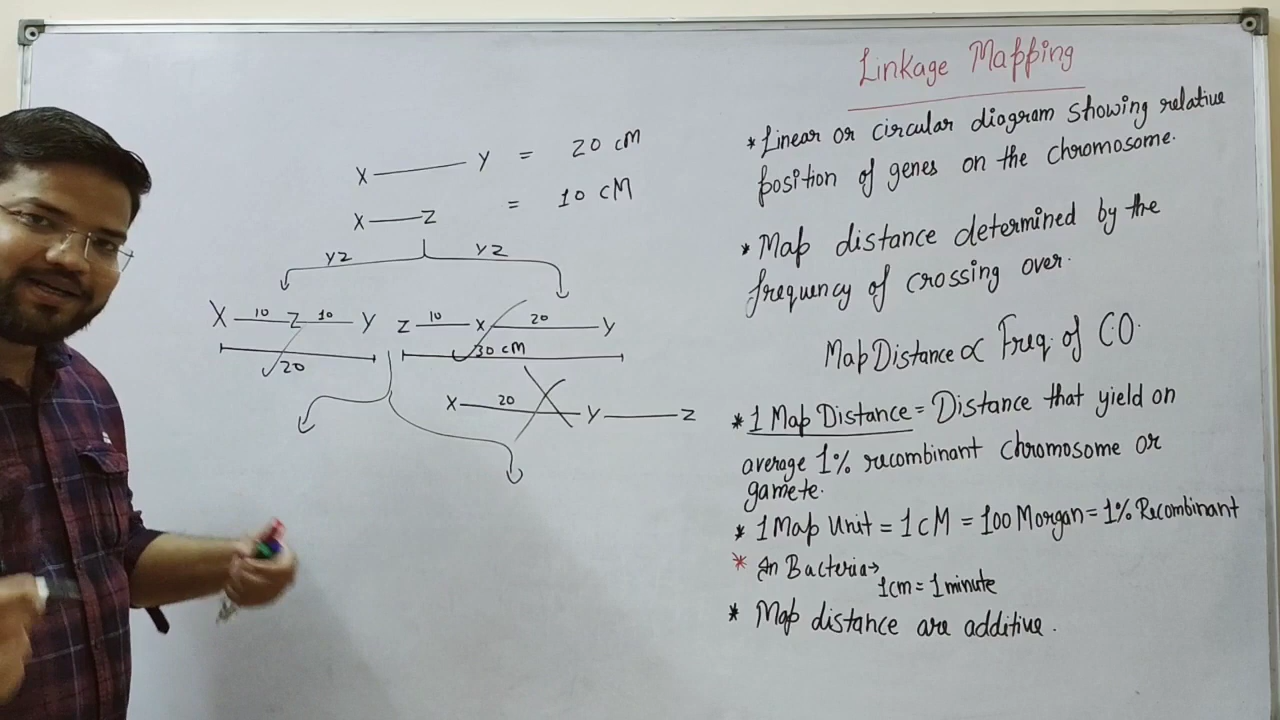 Linkage Mapping
* Linear or circular diagram showing relative
position of genes on the chromosome.
* Map distance determined by the
frequency of crossing over.
Map Distance ∝ Freq. of CO.
* 1 Map Distance = Distance that yield on
average 1% recombinant chromosome or
gamete.
* 1 Map Unit = 1 cM = 100 Morgan = 1% Recombinant
* In Bacteria→
1cm = 1 minute
* Map distance are additive.
X — Y = 20 cM
X — Z = 10 cM
YZ YZ
X 10 Z 10 Y Z 10 X 20 Y
20 30 cM
X 20 Y — Z